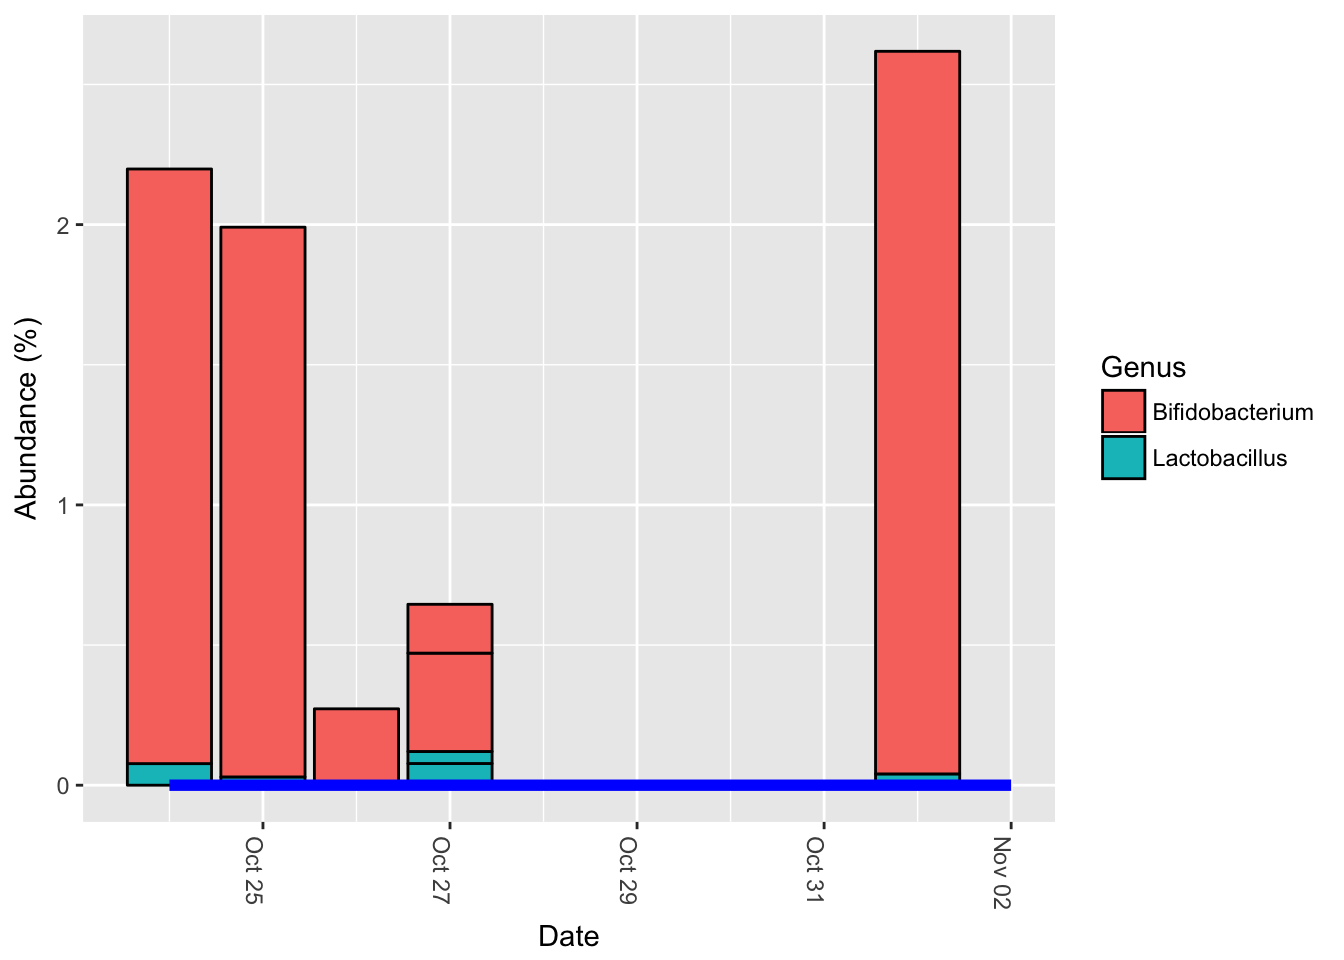 Abundance (%)
2
1
0
Oct 25
Oct 27
Oct 29
Oct 31
Nov 02
Date
Genus
Bifidobacterium
Lactobacillus